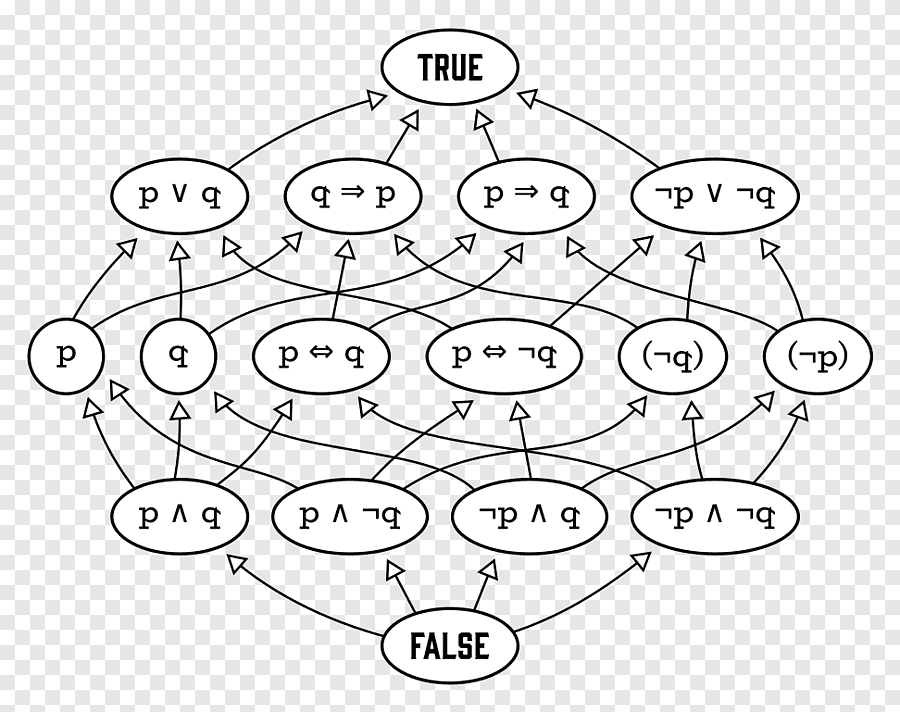 TRUE
p ∨ q
q ⇒ p
p ⇒ q
¬p ∨ ¬q
p
q
p ⇔ q
p ⇔ ¬q
(¬q)
(¬p)
p ∧ q
p ∧ ¬q
¬p ∧ q
¬p ∧ ¬q
FALSE